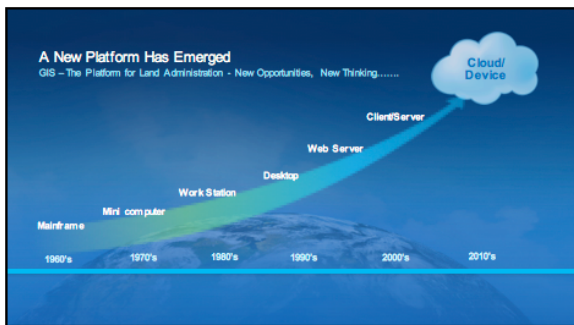 A New Platform Has Emerged
GIS – The Platform for Land Administration - New Opportunities, New Thinking.......
Cloud/
Device
Client/Server
Web Server
Desktop
Work Station
Mini computer
Mainframe
1960's 1970's 1980's 1990's 2000's 2010's